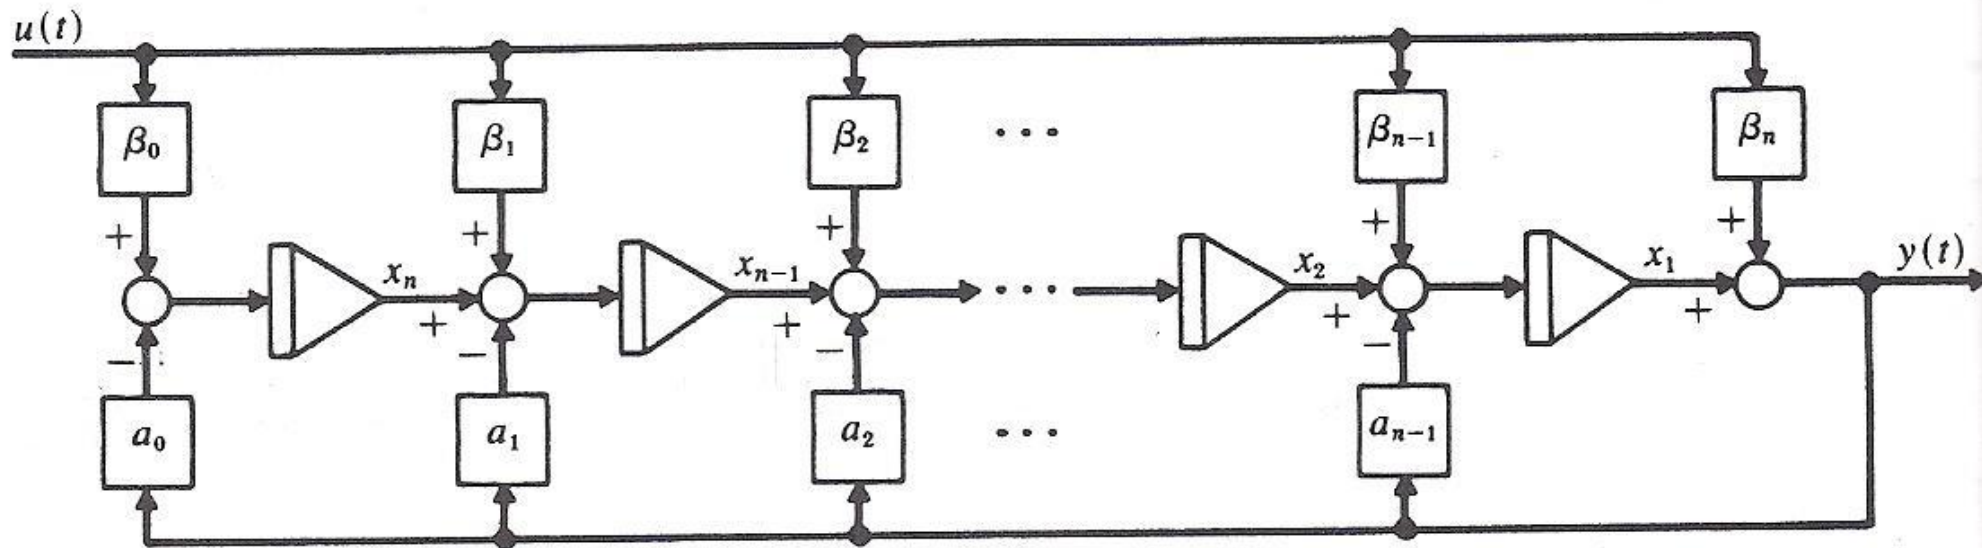 u(t)
β₀ β₁ β₂ ··· βₙ₋₁ βₙ
+ + + + +
xₙ xₙ₋₁ ··· x₂ x₁ y(t)
+ + + +
− − − −
a₀ a₁ a₂ ··· aₙ₋₁